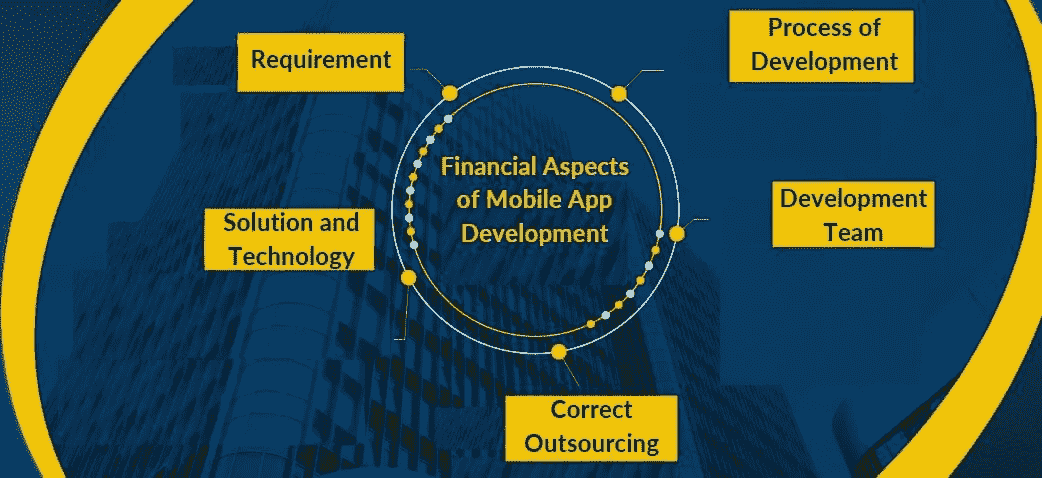 Requirement
Process of
Development
Financial Aspects
of Mobile App
Development
Solution and
Technology
Development
Team
Correct
Outsourcing